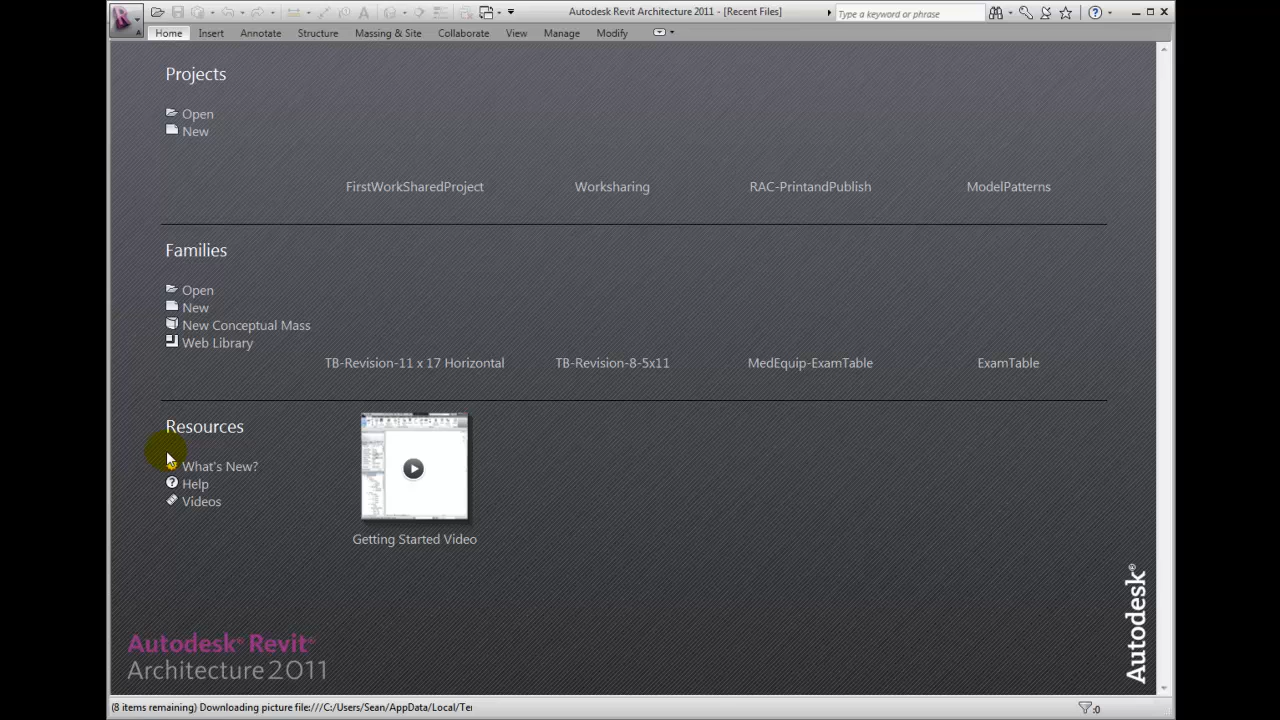 Autodesk Revit Architecture 2011 - [Recent Files]
Type a keyword or phrase
Home Insert Annotate Structure Massing & Site Collaborate View Manage Modify
Projects
Open
New
FirstWorkSharedProject Worksharing RAC-PrintandPublish ModelPatterns
Families
Open
New
New Conceptual Mass
Web Library
TB-Revision-11 x 17 Horizontal TB-Revision-8-5x11 MedEquip-ExamTable ExamTable
Resources
What's New?
Help
Videos
Getting Started Video
Autodesk® Revit®
Architecture 2011
Autodesk®
(8 items remaining) Downloading picture file:///C:/Users/Sean/AppData/Local/Te
:0